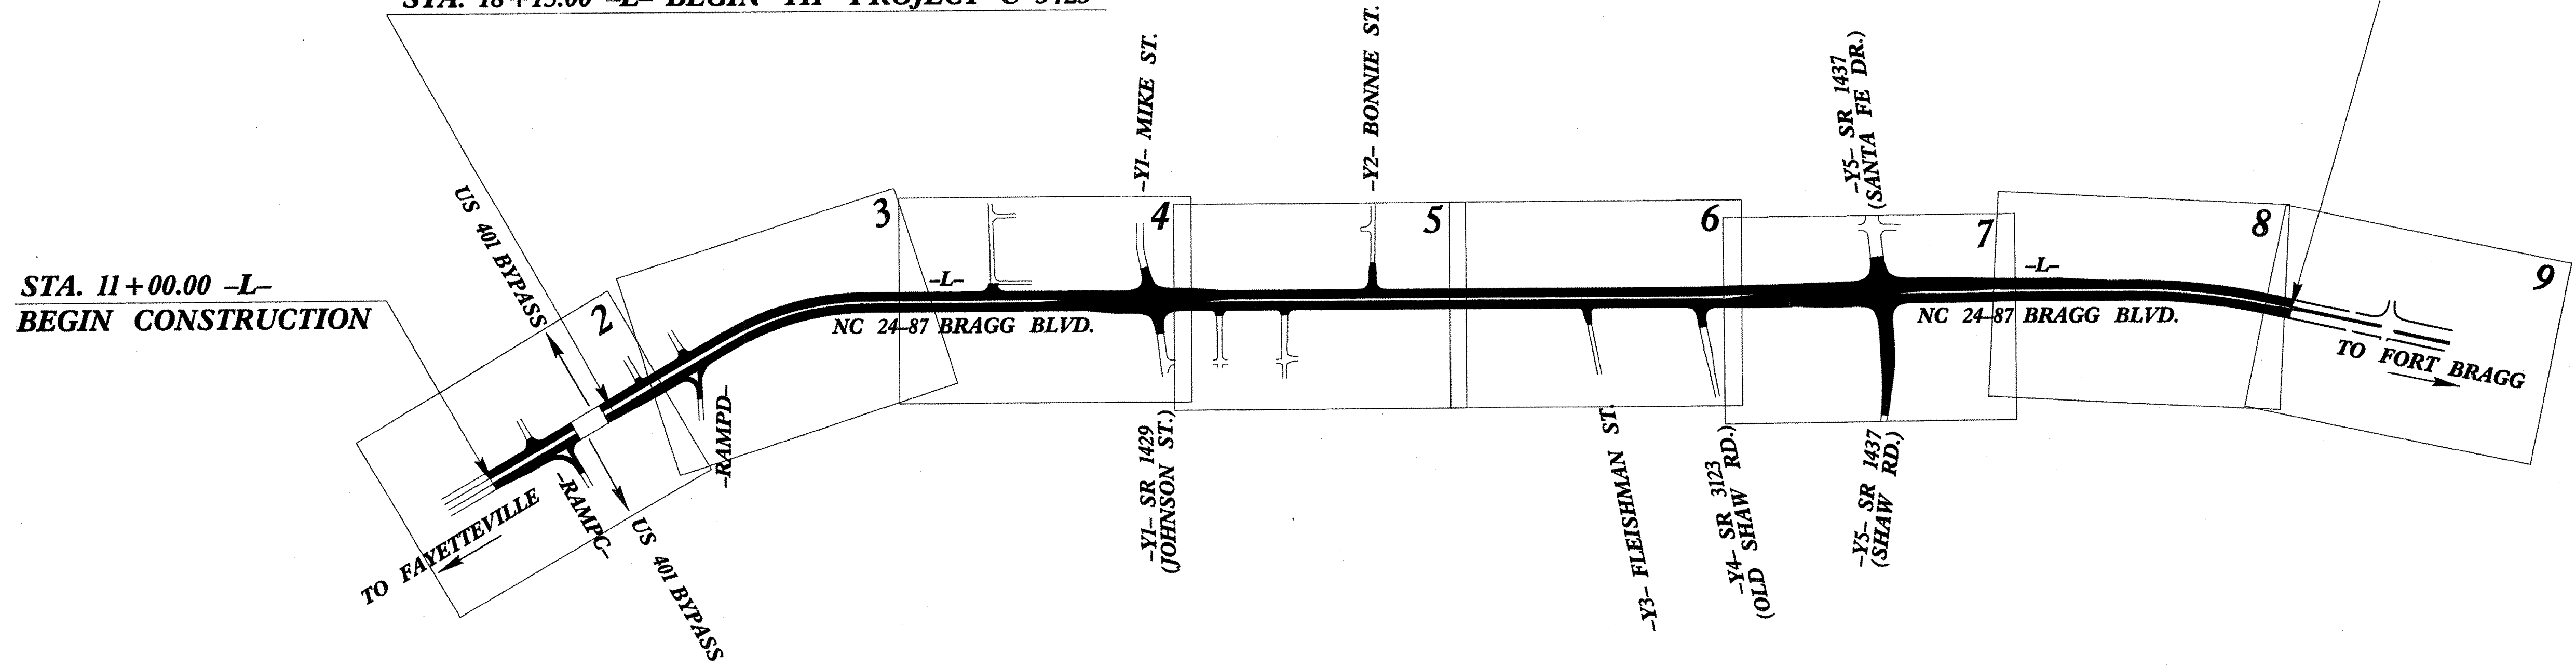 STA. 11+00.00 -L-
BEGIN CONSTRUCTION
US 401 BYPASS
2
TO FAYETTEVILLE
-RAMPC-
US 401 BYPASS
-RAMPD-
3
-L-
NC 24-87 BRAGG BLVD.
-Y1- MIKE ST.
4
-Y1- SR 1429
(JOHNSON ST.)
-Y2- BONNIE ST.
5
6
-Y3- FLEISHMAN ST.
-Y4- SR 3123
(OLD SHAW RD.)
-Y5- SR 1437
(SANTA FE DR.)
7
-Y5- SR 1437
(SHAW RD.)
-L-
NC 24-87 BRAGG BLVD.
8
9
TO FORT BRAGG